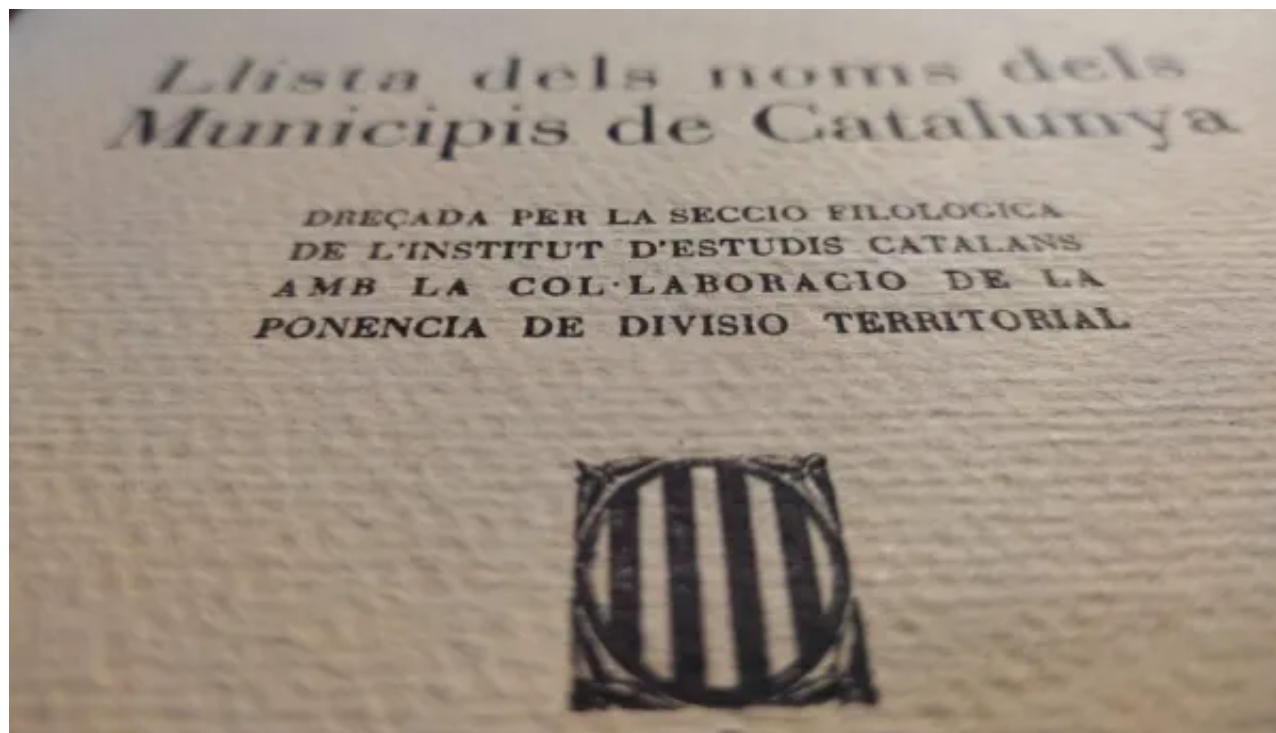 Llista dels noms dels
Municipis de Catalunya
DREÇADA PER LA SECCIO FILOLOGICA
DE L'INSTITUT D'ESTUDIS CATALANS
AMB LA COL·LABORACIO DE LA
PONENCIA DE DIVISIO TERRITORIAL